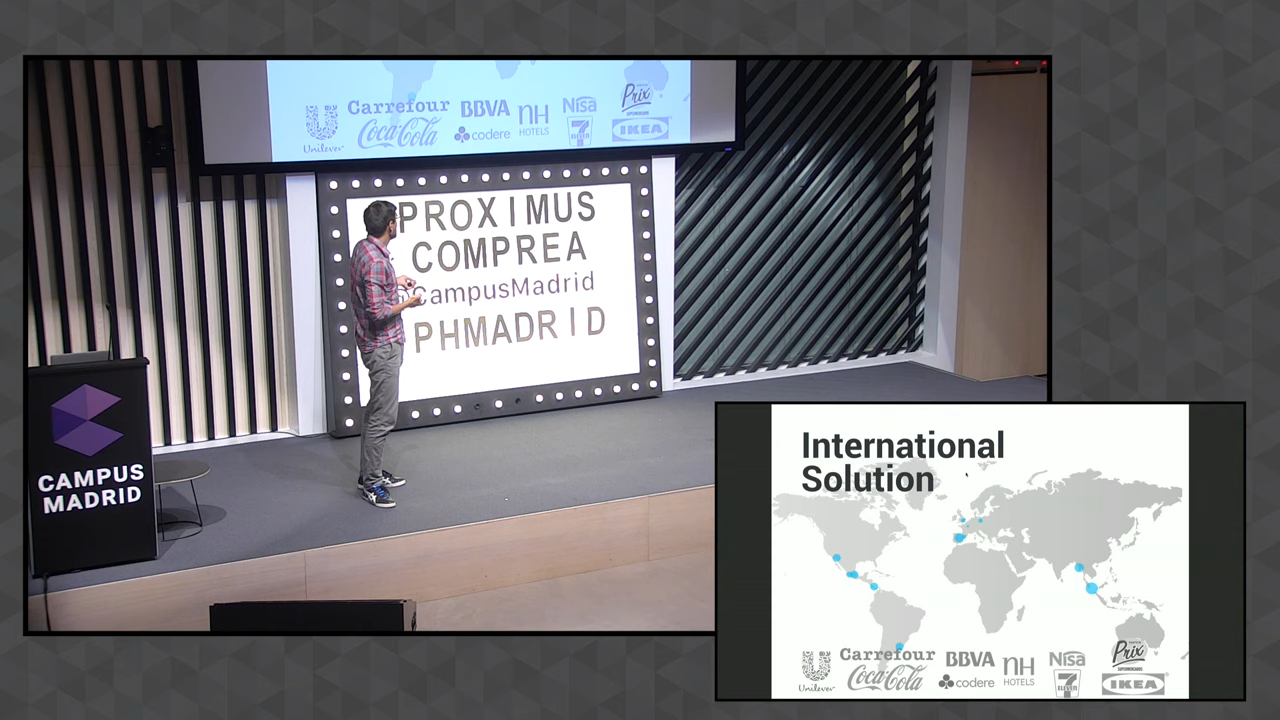 Carrefour
BBVA
nH
HOTELS
Nisa
Prix
Unilever
Coca-Cola
codere
7
ELEVEN
IKEA
PROXIMUS
COMPREA
@CampusMadrid
PHMADRID
CAMPUS
MADRID
International
Solution
Carrefour
BBVA
nH
HOTELS
Nisa
Prix
SUPERMERCADOS
Unilever
Coca-Cola
codere
7
ELEVEN
IKEA